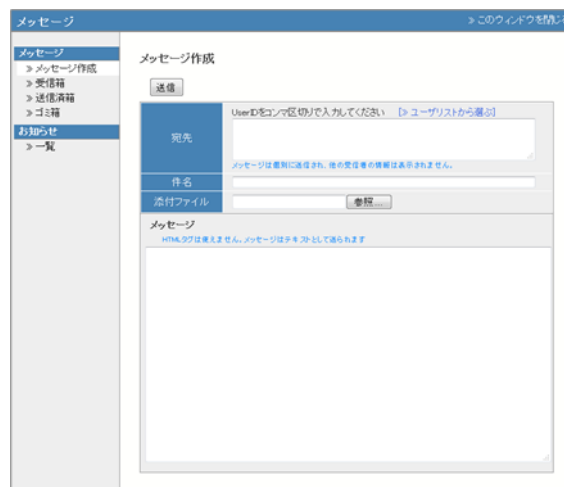 メッセージ
» このウィンドウを閉じ
メッセージ
» メッセージ作成
» 受信箱
» 送信済箱
» ゴミ箱
お知らせ
» 一覧
メッセージ作成
送信
宛先
UserIDをコンマ区切りで入力してください [» ユーザリストから選ぶ]
メッセージは個別に送信され、他の受信者の情報は表示されません。
件名
添付ファイル
参照...
メッセージ
HTMLタグは使えません。メッセージはテキストとして送られます